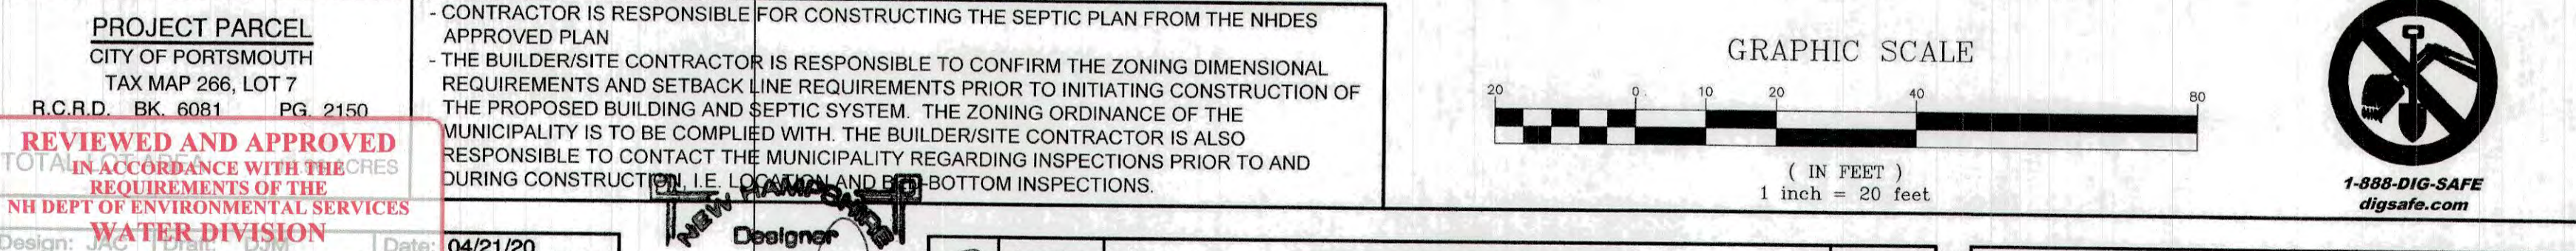 PROJECT PARCEL
CITY OF PORTSMOUTH
TAX MAP 266, LOT 7
R.C.R.D. BK. 6081 PG. 2150
REVIEWED AND APPROVED
TOTAL LOT AREA ACRES
IN ACCORDANCE WITH THE
REQUIREMENTS OF THE
NH DEPT OF ENVIRONMENTAL SERVICES
WATER DIVISION
Design: JAC Draft: DJM Date: 04/21/20
- CONTRACTOR IS RESPONSIBLE FOR CONSTRUCTING THE SEPTIC PLAN FROM THE NHDES
APPROVED PLAN
- THE BUILDER/SITE CONTRACTOR IS RESPONSIBLE TO CONFIRM THE ZONING DIMENSIONAL
REQUIREMENTS AND SETBACK LINE REQUIREMENTS PRIOR TO INITIATING CONSTRUCTION OF
THE PROPOSED BUILDING AND SEPTIC SYSTEM. THE ZONING ORDINANCE OF THE
MUNICIPALITY IS TO BE COMPLIED WITH. THE BUILDER/SITE CONTRACTOR IS ALSO
RESPONSIBLE TO CONTACT THE MUNICIPALITY REGARDING INSPECTIONS PRIOR TO AND
DURING CONSTRUCTION, I.E. LOCATION AND BED-BOTTOM INSPECTIONS.
NEW HAMPSHIRE
Designer
GRAPHIC SCALE
20 0 10 20 40 80
( IN FEET )
1 inch = 20 feet
1-888-DIG-SAFE
digsafe.com